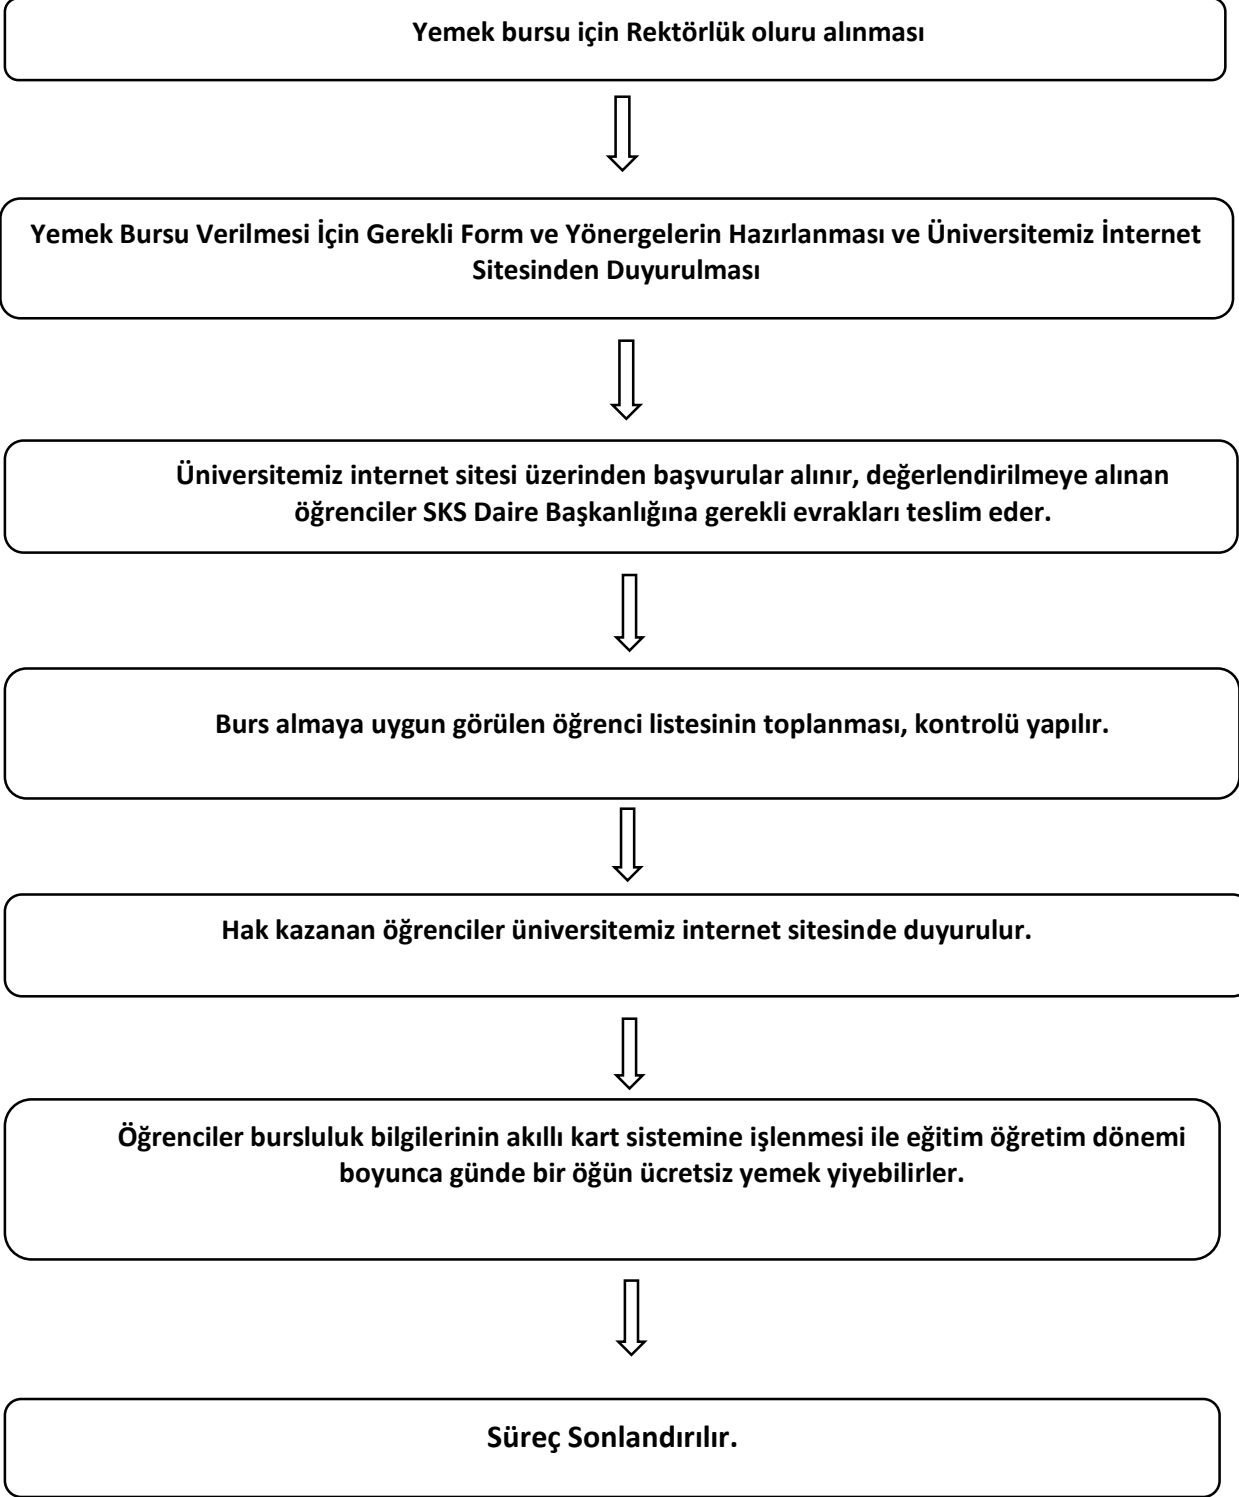 Yemek bursu için Rektörlük oluru alınması
Yemek Bursu Verilmesi İçin Gerekli Form ve Yönergelerin Hazırlanması ve Üniversitemiz İnternet
Sitesinden Duyurulması
Üniversitemiz internet sitesi üzerinden başvurular alınır, değerlendirilmeye alınan
öğrenciler SKS Daire Başkanlığına gerekli evrakları teslim eder.
Burs almaya uygun görülen öğrenci listesinin toplanması, kontrolü yapılır.
Hak kazanan öğrenciler üniversitemiz internet sitesinde duyurulur.
Öğrenciler bursluluk bilgilerinin akıllı kart sistemine işlenmesi ile eğitim öğretim dönemi
boyunca günde bir öğün ücretsiz yemek yiyebilirler.
Süreç Sonlandırılır.